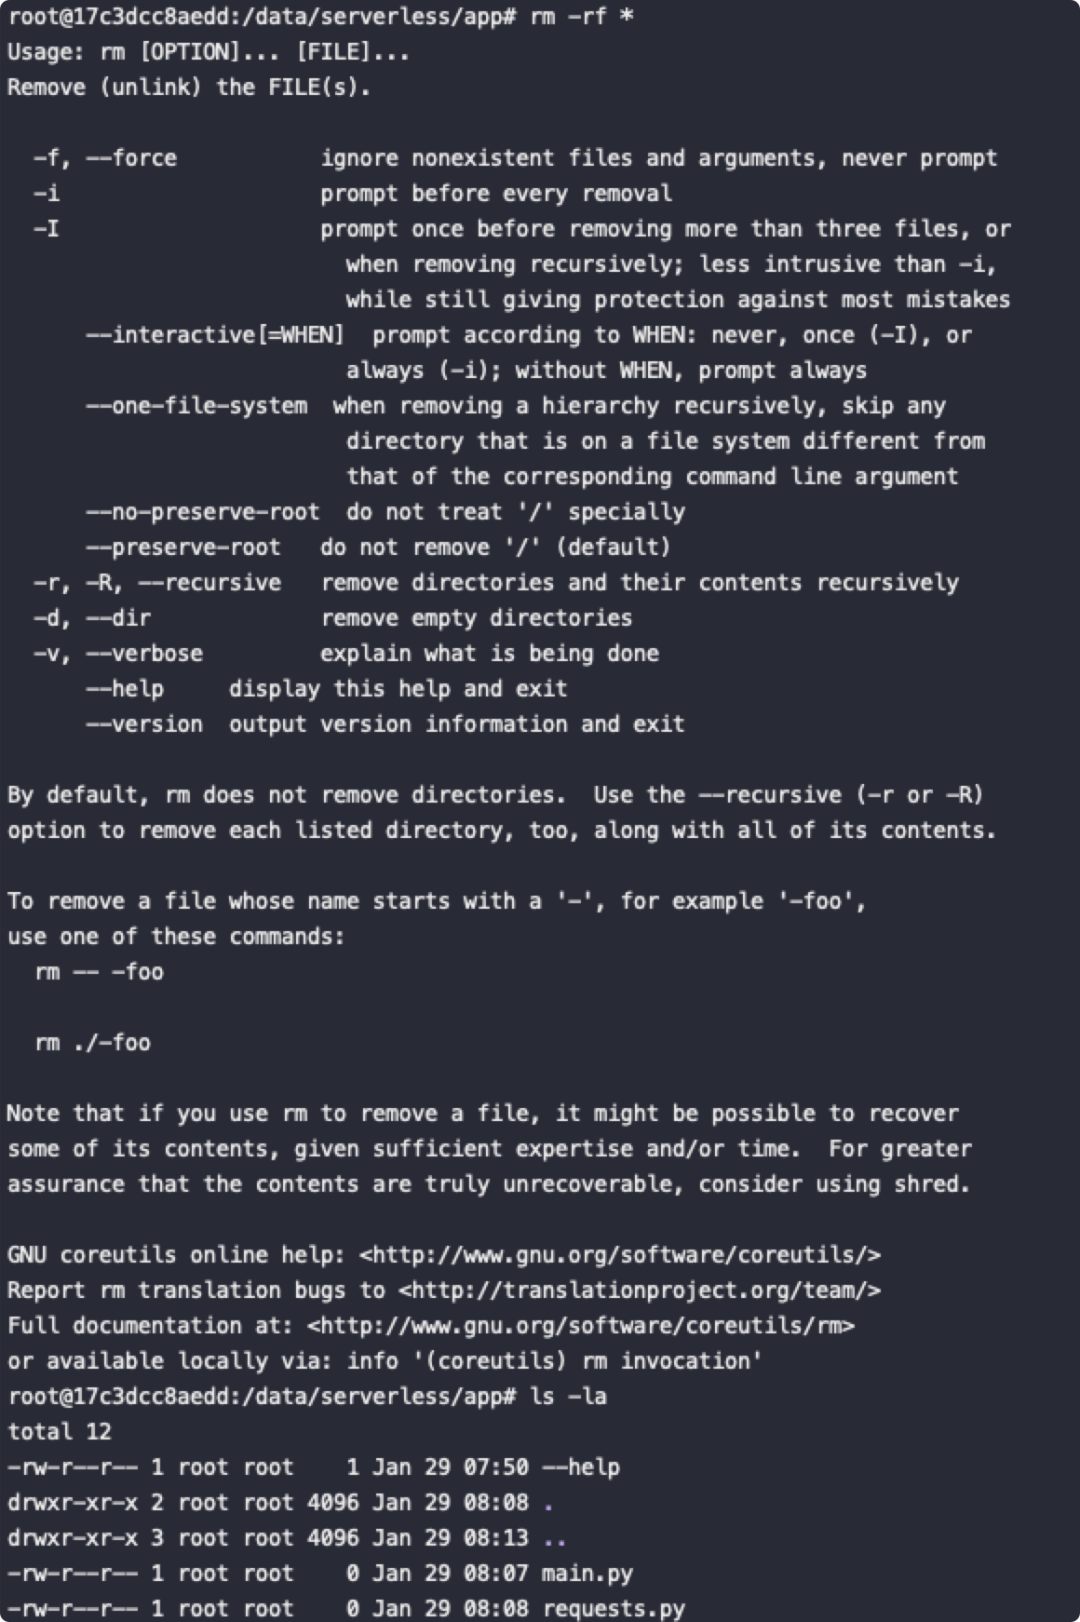 root@17c3dcc8aedd:/data/serverless/app# rm -rf *
Usage: rm [OPTION]... [FILE]...
Remove (unlink) the FILE(s).
-f, --force ignore nonexistent files and arguments, never prompt
-i prompt before every removal
-I prompt once before removing more than three files, or
when removing recursively; less intrusive than -i,
while still giving protection against most mistakes
--interactive[=WHEN] prompt according to WHEN: never, once (-I), or
always (-i); without WHEN, prompt always
--one-file-system when removing a hierarchy recursively, skip any
directory that is on a file system different from
that of the corresponding command line argument
--no-preserve-root do not treat '/' specially
--preserve-root do not remove '/' (default)
-r, -R, --recursive remove directories and their contents recursively
-d, --dir remove empty directories
-v, --verbose explain what is being done
--help display this help and exit
--version output version information and exit
By default, rm does not remove directories. Use the --recursive (-r or -R)
option to remove each listed directory, too, along with all of its contents.
To remove a file whose name starts with a '-', for example '-foo',
use one of these commands:
rm -- -foo
rm ./-foo
Note that if you use rm to remove a file, it might be possible to recover
some of its contents, given sufficient expertise and/or time. For greater
assurance that the contents are truly unrecoverable, consider using shred.
GNU coreutils online help: <http://www.gnu.org/software/coreutils/>
Report rm translation bugs to <http://translationproject.org/team/>
Full documentation at: <http://www.gnu.org/software/coreutils/rm>
or available locally via: info '(coreutils) rm invocation'
root@17c3dcc8aedd:/data/serverless/app# ls -la
total 12
-rw-r--r-- 1 root root 1 Jan 29 07:50 --help
drwxr-xr-x 2 root root 4096 Jan 29 08:08 .
drwxr-xr-x 3 root root 4096 Jan 29 08:13 ..
-rw-r--r-- 1 root root 0 Jan 29 08:07 main.py
-rw-r--r-- 1 root root 0 Jan 29 08:08 requests.py